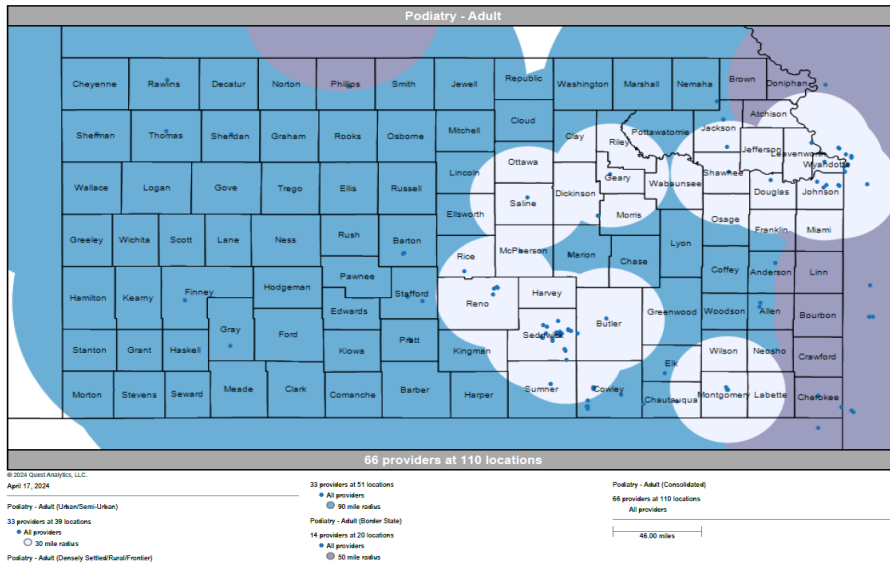 Podiatry - Adult
Cheyenne Rawlins Decatur Norton Phillips Smith Jewell Republic Washington Marshall Nemaha Brown Doniphan
Sherman Thomas Sheridan Graham Rooks Osborne Mitchell Cloud Clay Riley Pottawatomie Jackson Atchison
Jefferson Leavenworth Wyandotte
Wallace Logan Gove Trego Ellis Russell Lincoln Ottawa Saline Dickinson Geary Wabaunsee Shawnee Douglas Johnson
Ellsworth Morris Osage Franklin Miami
Greeley Wichita Scott Lane Ness Rush Barton Rice McPherson Marion Chase Lyon
Coffey Anderson Linn
Hamilton Kearny Finney Hodgeman Pawnee Stafford Reno Harvey
Gray Ford Edwards Sedgwick Butler Greenwood Woodson Allen Bourbon
Stanton Grant Haskell Kiowa Pratt Kingman Elk Wilson Neosho Crawford
Morton Stevens Seward Meade Clark Comanche Barber Harper Sumner Cowley Chautauqua Montgomery Labette Cherokee
66 providers at 110 locations
© 2024 Quest Analytics, LLC.
April 17, 2024
Podiatry - Adult (Urban/Semi-Urban)
33 providers at 39 locations
All providers
30 mile radius
Podiatry - Adult (Densely Settled/Rural/Frontier)
33 providers at 51 locations
All providers
90 mile radius
Podiatry - Adult (Border State)
14 providers at 20 locations
All providers
50 mile radius
Podiatry - Adult (Consolidated)
66 providers at 110 locations
All providers
46.00 miles